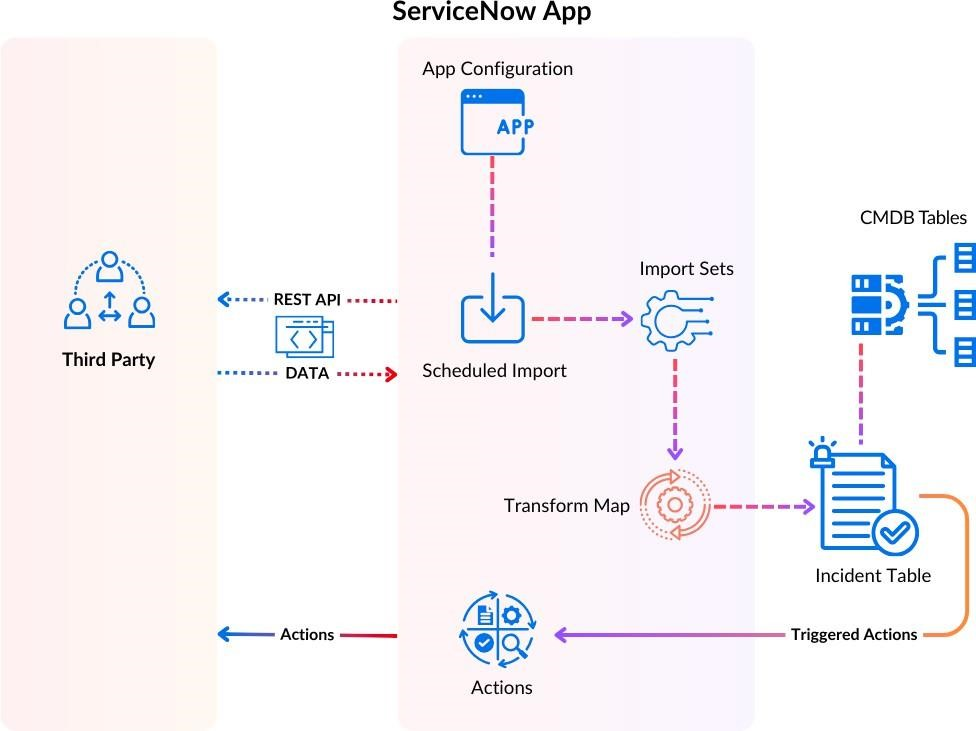 ServiceNow App
App Configuration
APP
CMDB Tables
Import Sets
REST API
Third Party
DATA
Scheduled Import
Transform Map
Incident Table
Actions
Triggered Actions
Actions